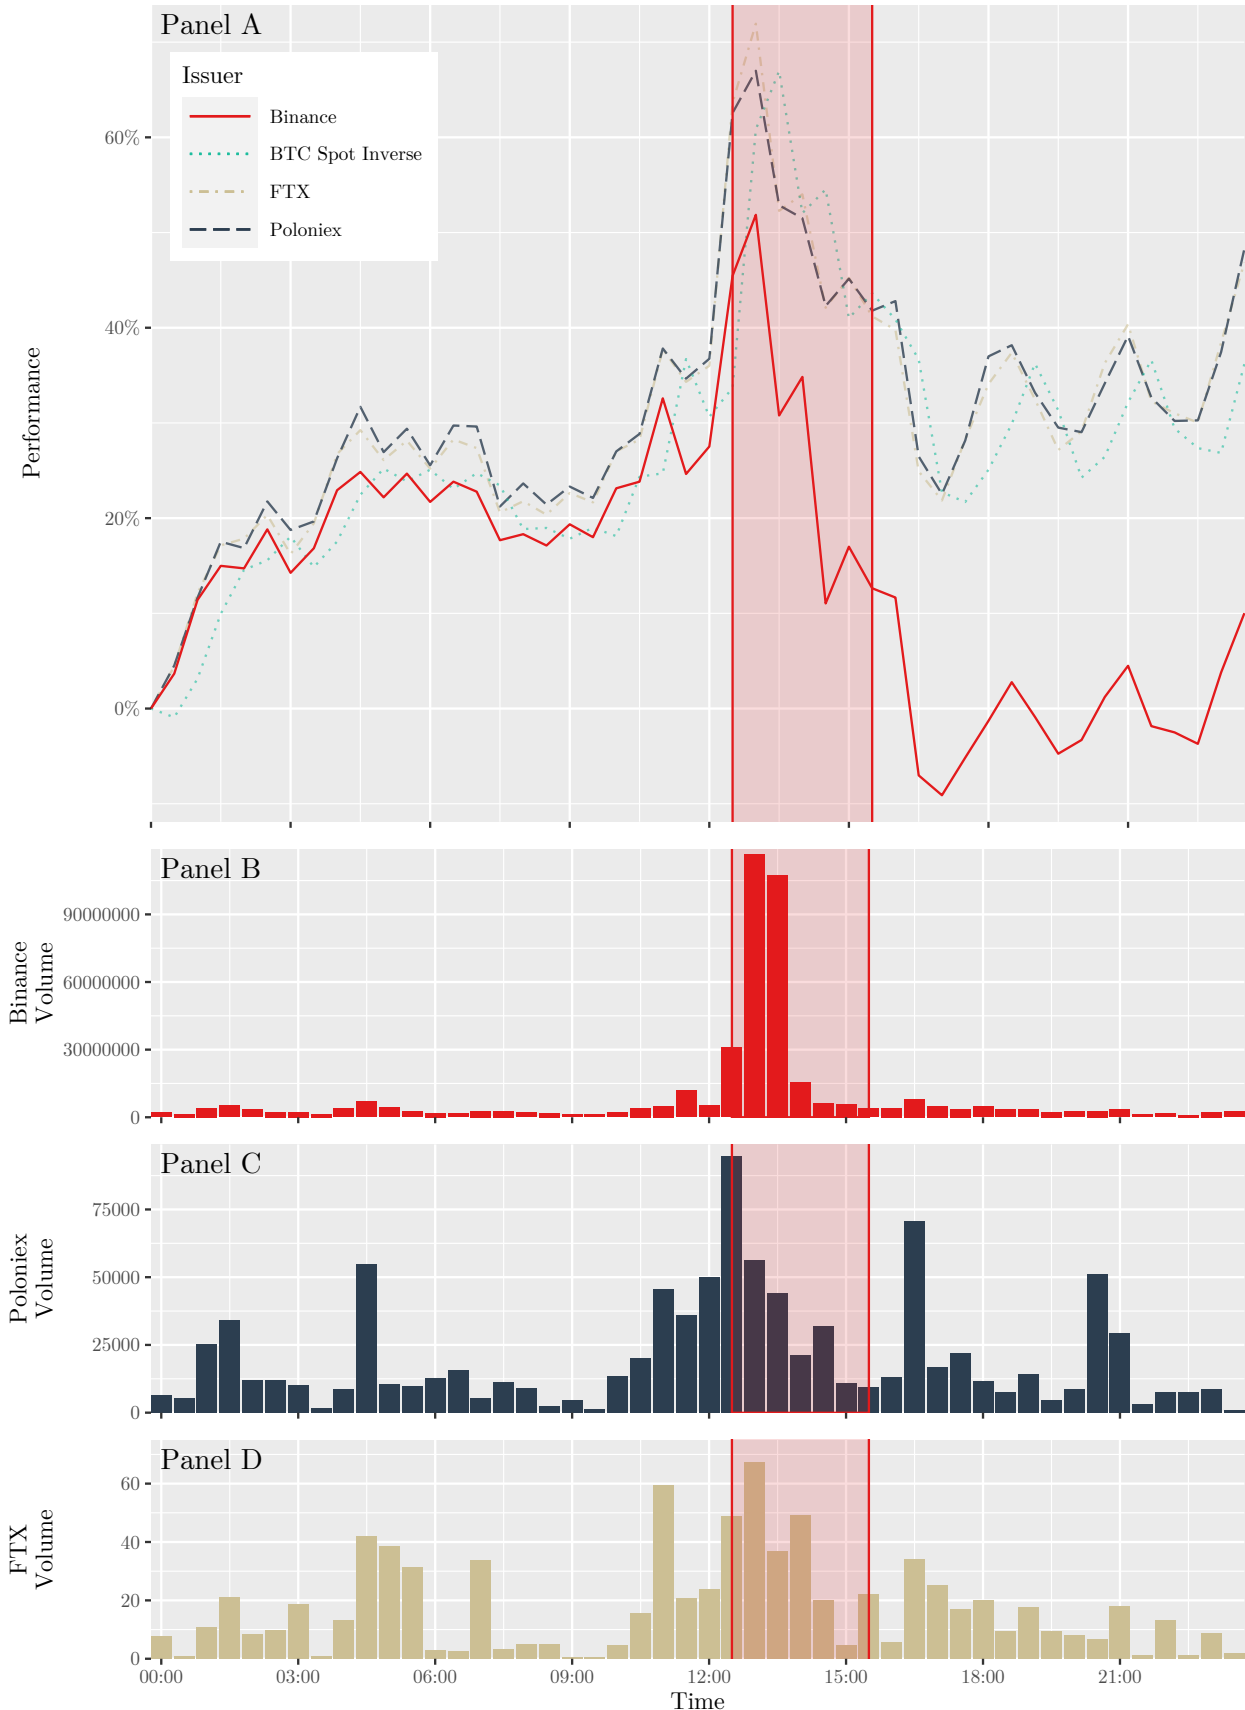 Panel A
Issuer
Binance
BTC Spot Inverse
FTX
Poloniex
60%
40%
20%
0%
Performance
Panel B
90000000
60000000
30000000
0
Binance
Volume
Panel C
75000
50000
25000
0
Poloniex
Volume
Panel D
60
40
20
0
FTX
Volume
00:00 03:00 06:00 09:00 12:00 15:00 18:00 21:00
Time